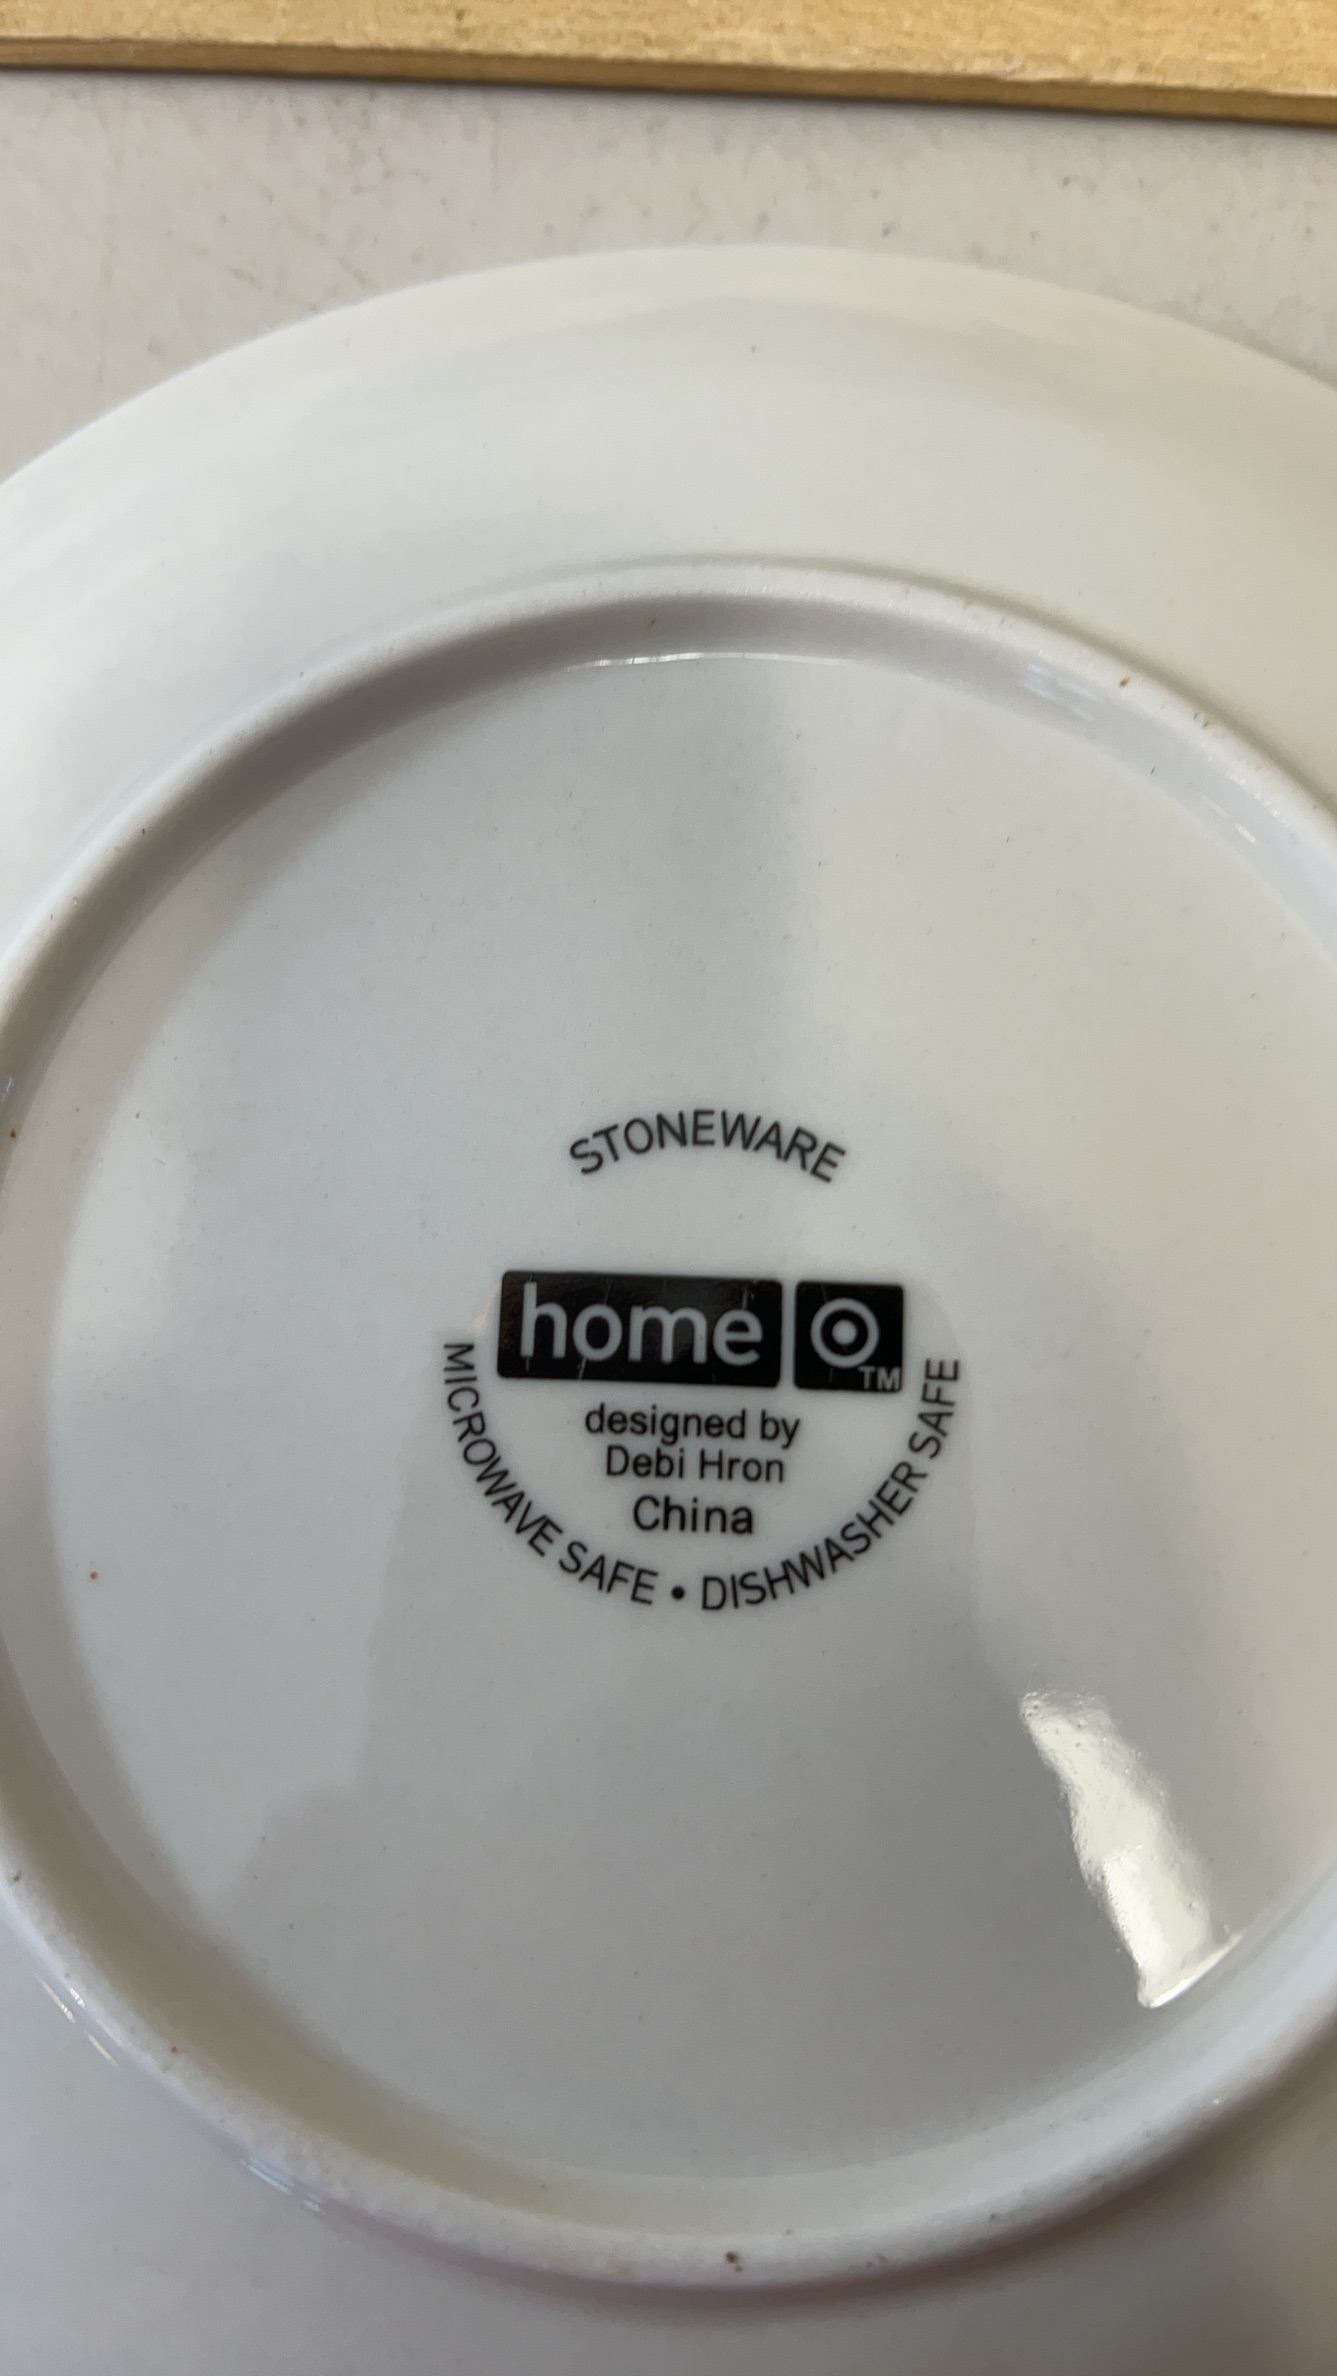 STONEWARE
home
TM
designed by
Debi Hron
China
MICROWAVE SAFE • DISHWASHER SAFE